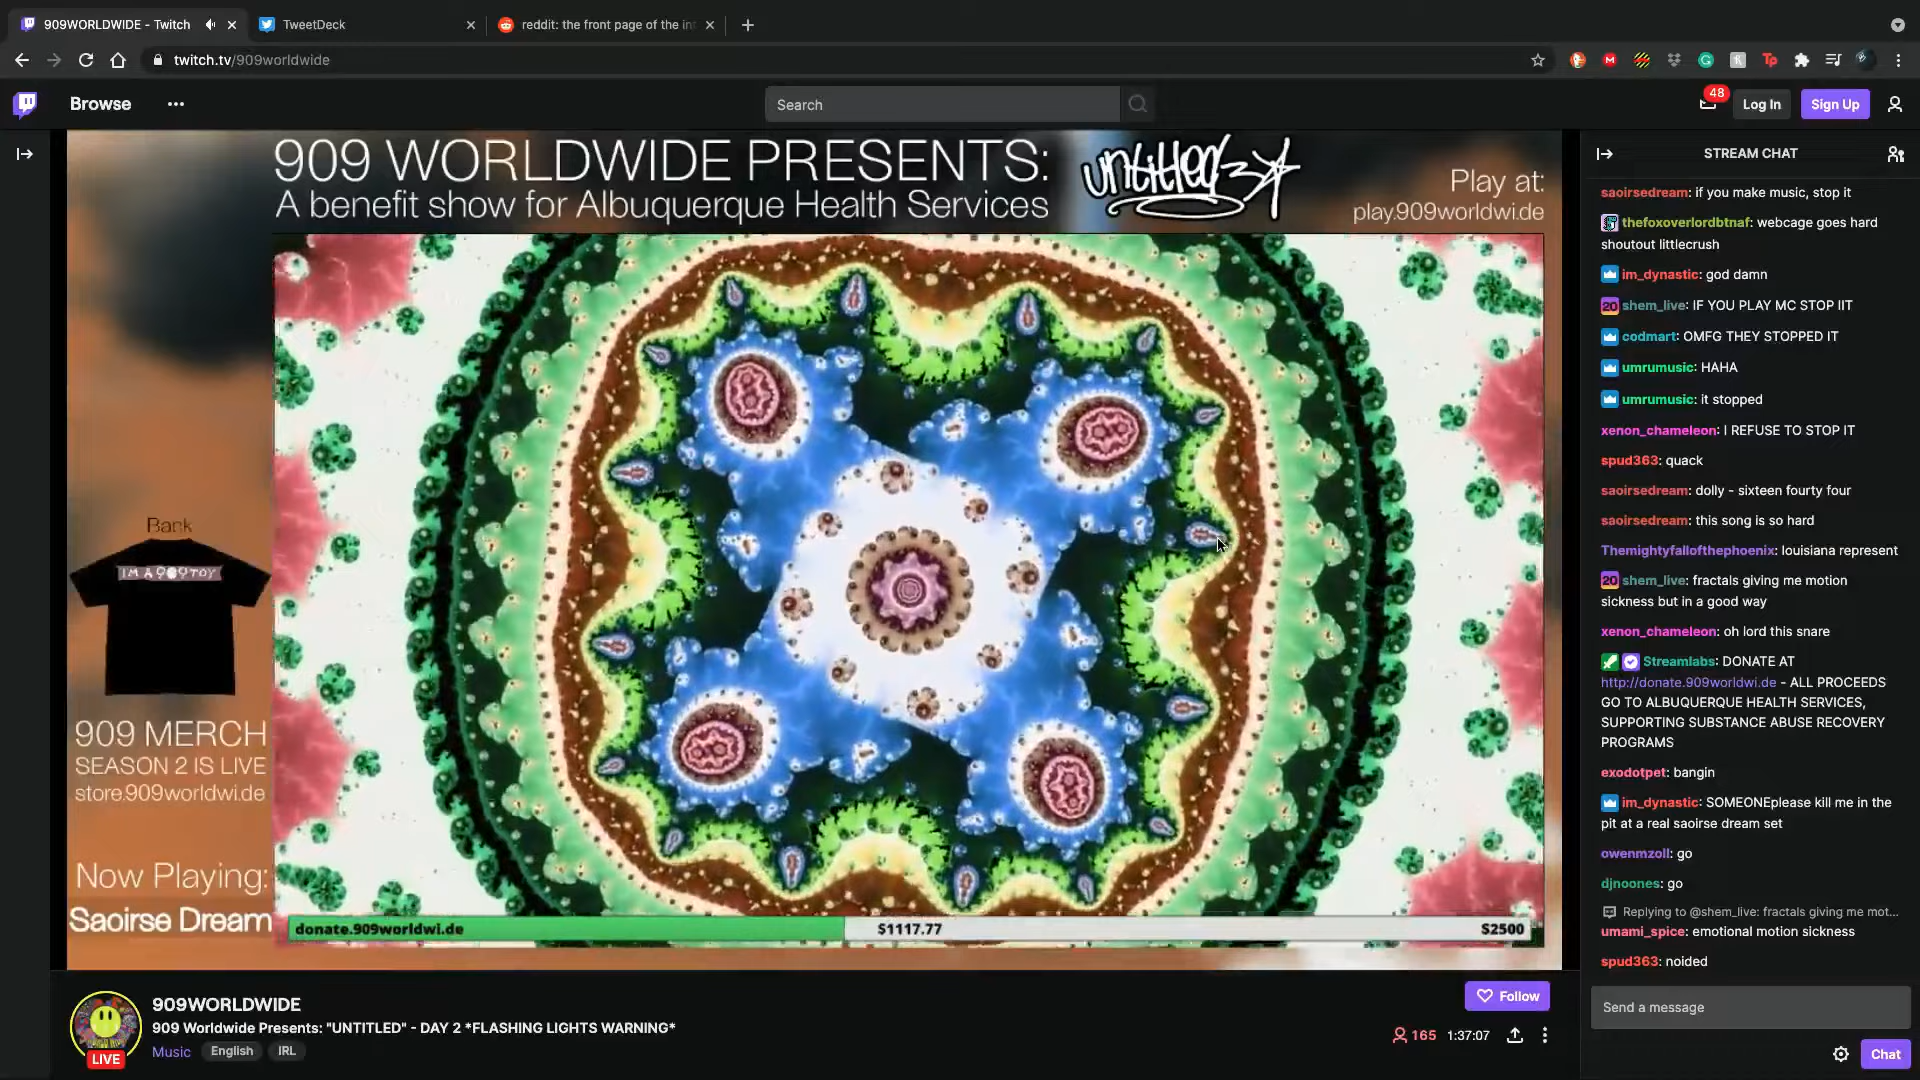 909WORLDWIDE - Twitch
TweetDeck
reddit: the front page of the in
twitch.tv/909worldwide
Browse
Search
48
Log In
Sign Up
909 WORLDWIDE PRESENTS:
A benefit show for Albuquerque Health Services
untitled
Play at:
play.909worldwi.de
Back
909 MERCH
SEASON 2 IS LIVE
store.909worldwi.de
Now Playing:
Saoirse Dream
donate.909worldwi.de
$1117.77
$2500
909WORLDWIDE
909 Worldwide Presents: "UNTITLED" - DAY 2 *FLASHING LIGHTS WARNING*
LIVE
Music
English
IRL
Follow
165
1:37:07
STREAM CHAT
saoirsedream: if you make music, stop it
thefoxoverlordbtnaf: webcage goes hard
shoutout littlecrush
im_dynastic: god damn
20 shem_live: IF YOU PLAY MC STOP IIT
codmart: OMFG THEY STOPPED IT
umrumusic: HAHA
umrumusic: it stopped
xenon_chameleon: I REFUSE TO STOP IT
spud363: quack
saoirsedream: dolly - sixteen fourty four
saoirsedream: this song is so hard
Themightyfallofthephoenix: louisiana represent
20 shem_live: fractals giving me motion
sickness but in a good way
xenon_chameleon: oh lord this snare
Streamlabs: DONATE AT
http://donate.909worldwi.de - ALL PROCEEDS
GO TO ALBUQUERQUE HEALTH SERVICES,
SUPPORTING SUBSTANCE ABUSE RECOVERY
PROGRAMS
exodotpet: bangin
im_dynastic: SOMEONEplease kill me in the
pit at a real saoirse dream set
owenmzoll: go
djnoones: go
Replying to @shem_live: fractals giving me mot...
umami_spice: emotional motion sickness
spud363: noided
Send a message
Chat